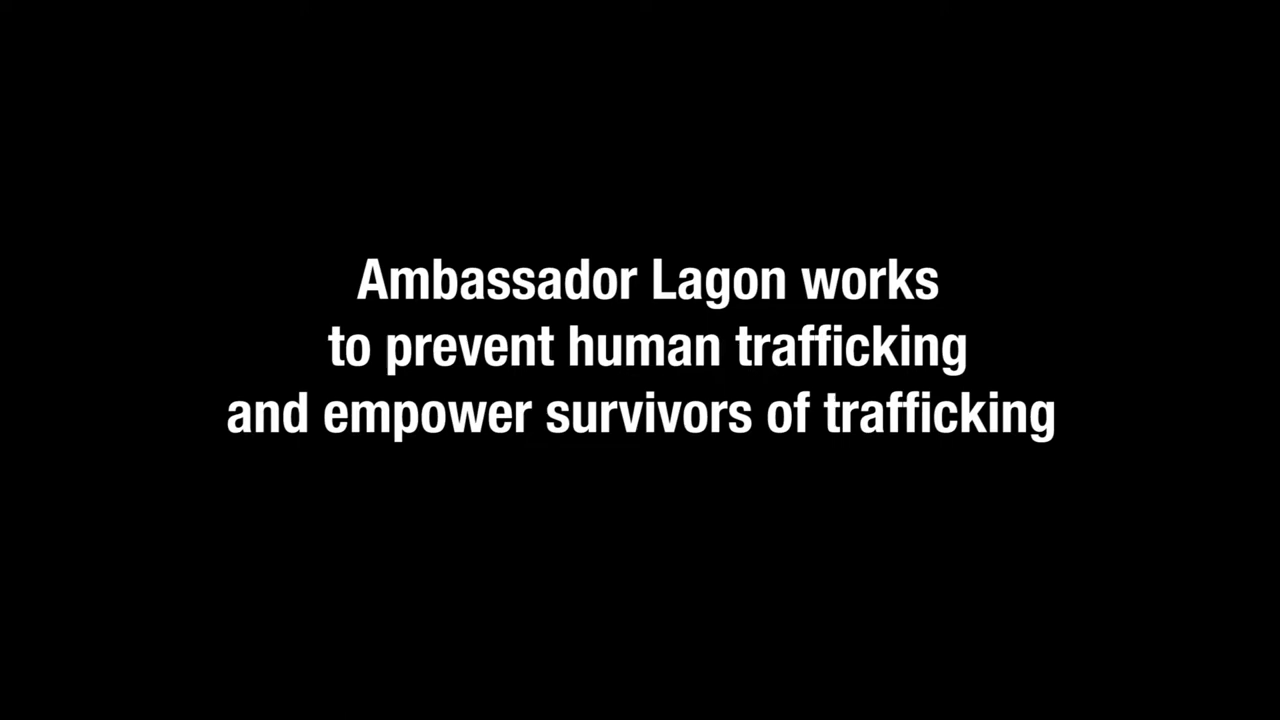 Ambassador Lagon works
to prevent human trafficking
and empower survivors of trafficking